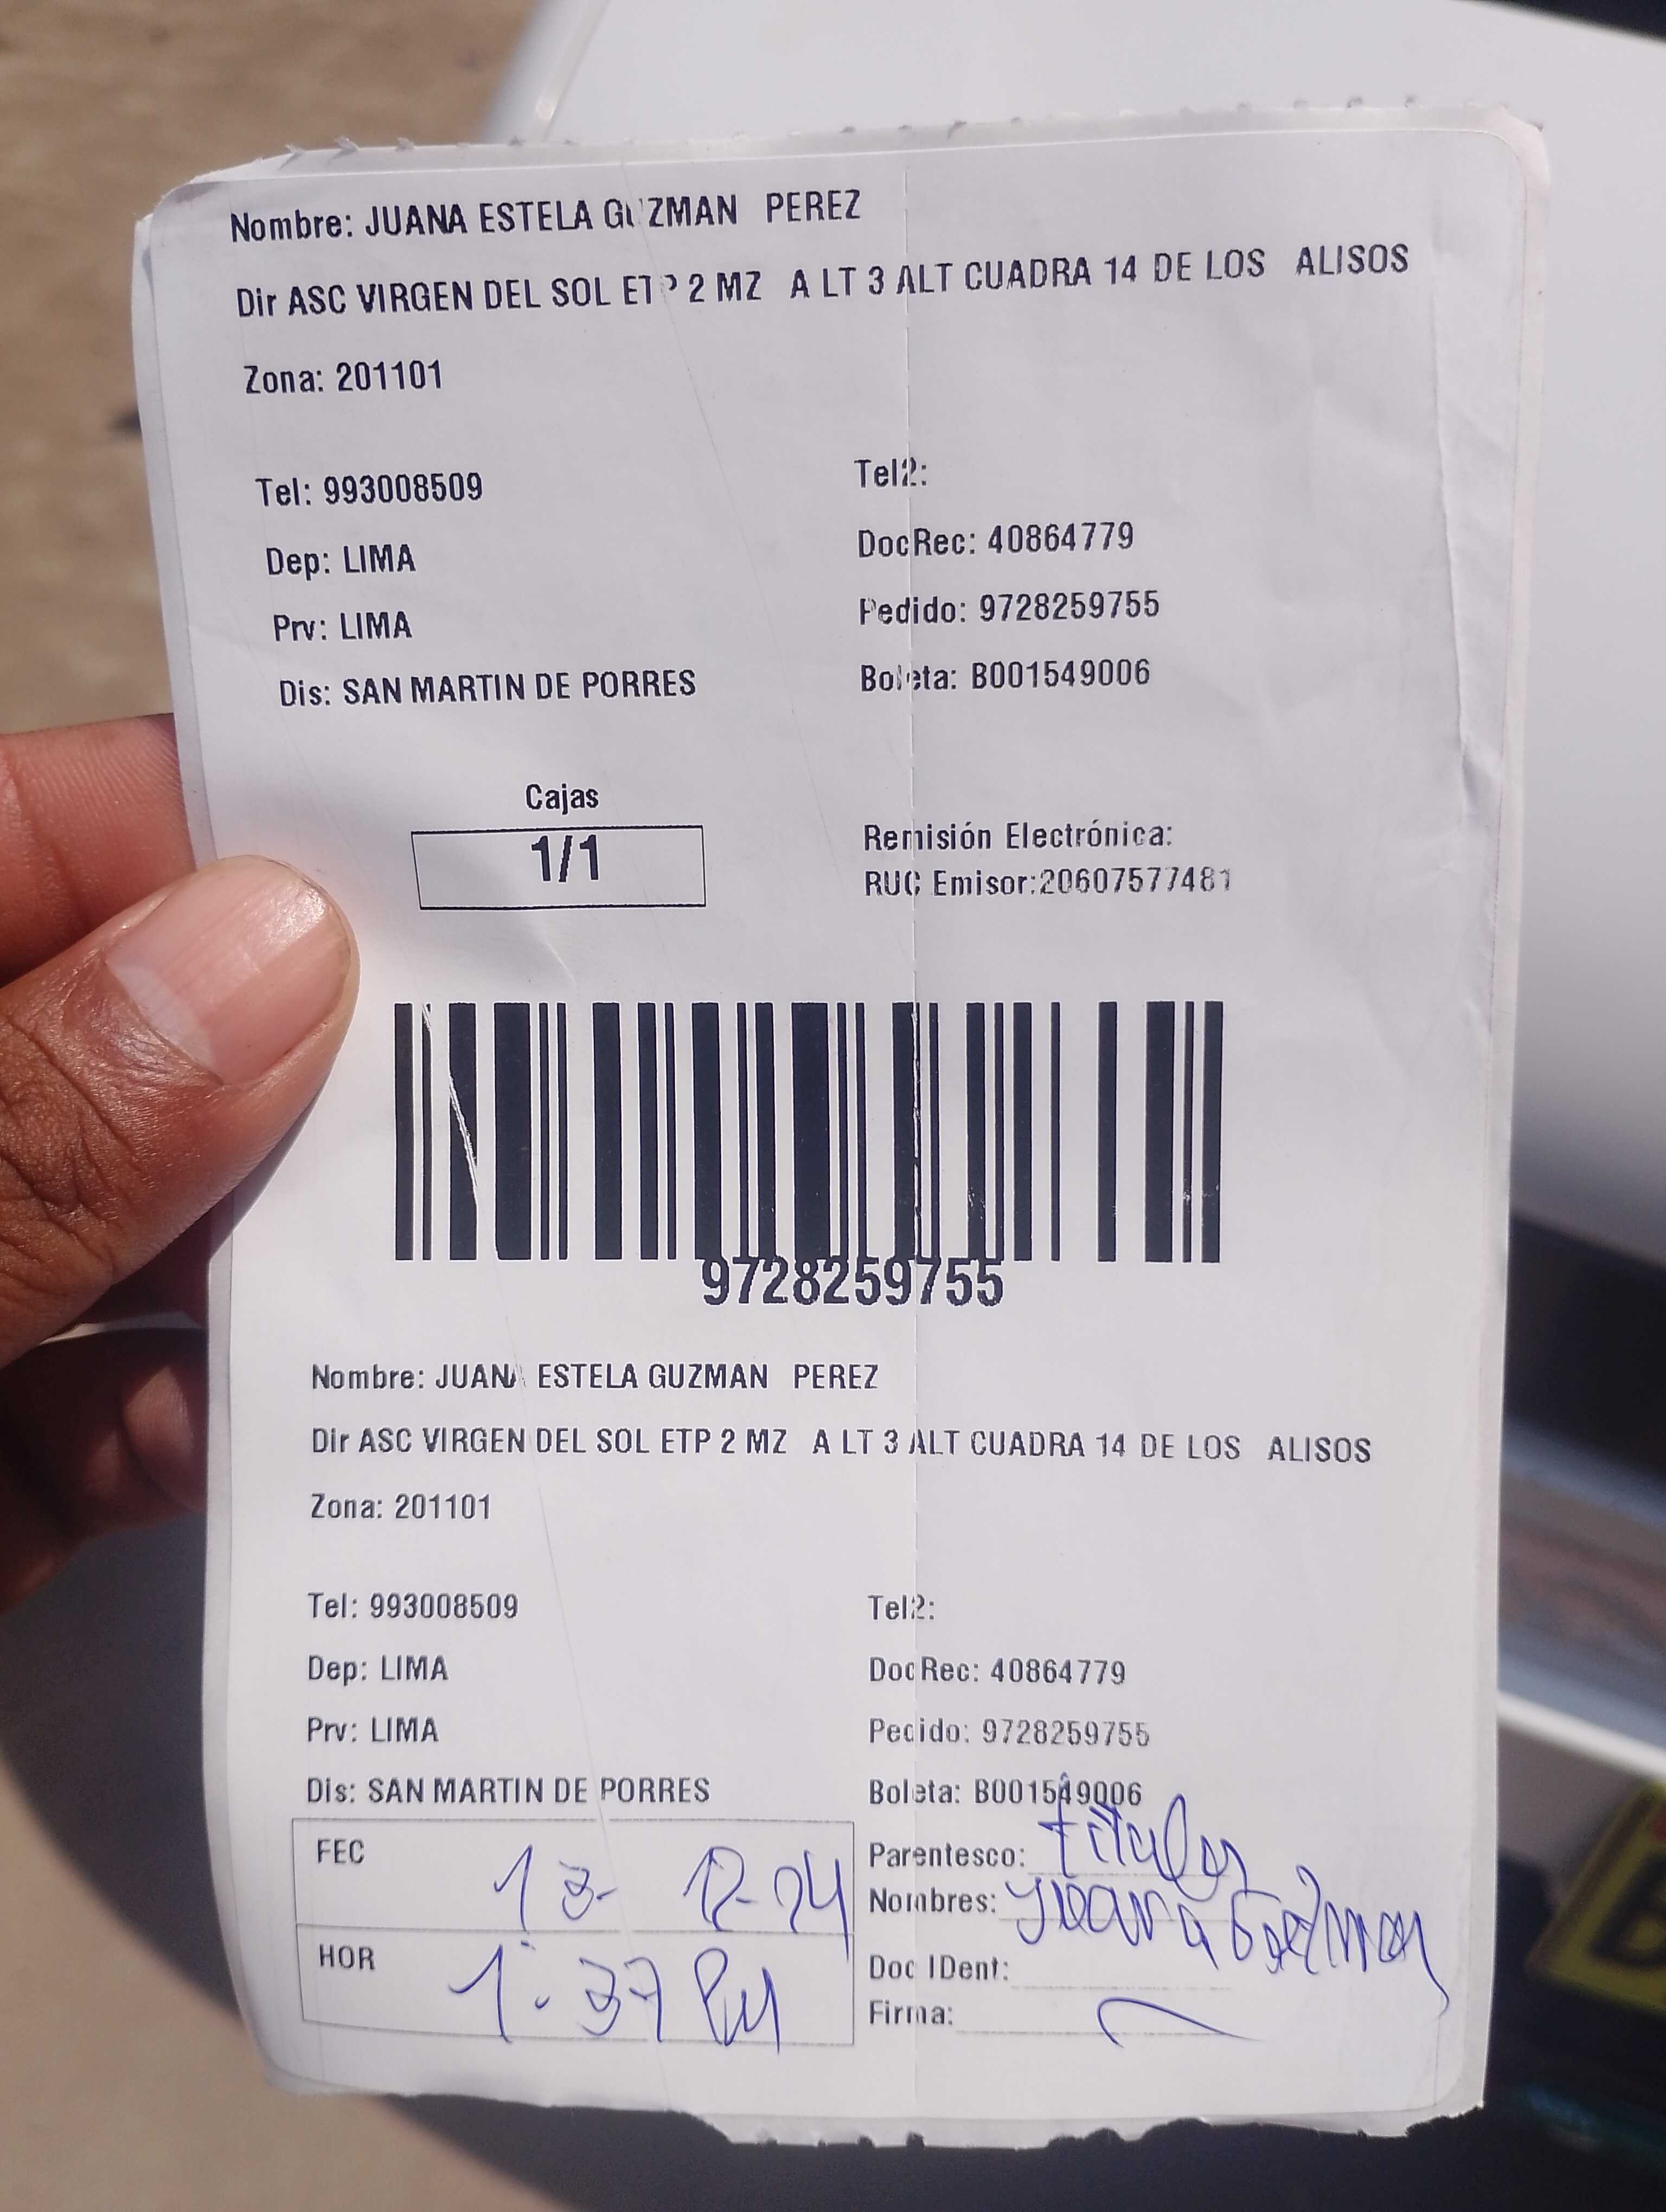 Nombre: JUANA ESTELA GUZMAN PEREZ
Dir ASC VIRGEN DEL SOL ETP 2 MZ A LT 3 ALT CUADRA 14 DE LOS ALISOS
Zona: 201101
Tel: 993008509 Tel2:
Dep: LIMA DocRec: 40864779
Prv: LIMA Pedido: 9728259755
Dis: SAN MARTIN DE PORRES Boleta: B001549006
Cajas
1/1
Remisión Electrónica:
RUC Emisor:20607577481
9728259755
Nombre: JUANA ESTELA GUZMAN PEREZ
Dir ASC VIRGEN DEL SOL ETP 2 MZ A LT 3 ALT CUADRA 14 DE LOS ALISOS
Zona: 201101
Tel: 993008509 Tel2:
Dep: LIMA DocRec: 40864779
Prv: LIMA Pedido: 9728259755
Dis: SAN MARTIN DE PORRES Boleta: B001549006
FEC 13- 12-24
Parentesco: titular
Nombres: Juana Guzman
HOR 1:37 PM
Doc IDent:
Firma: